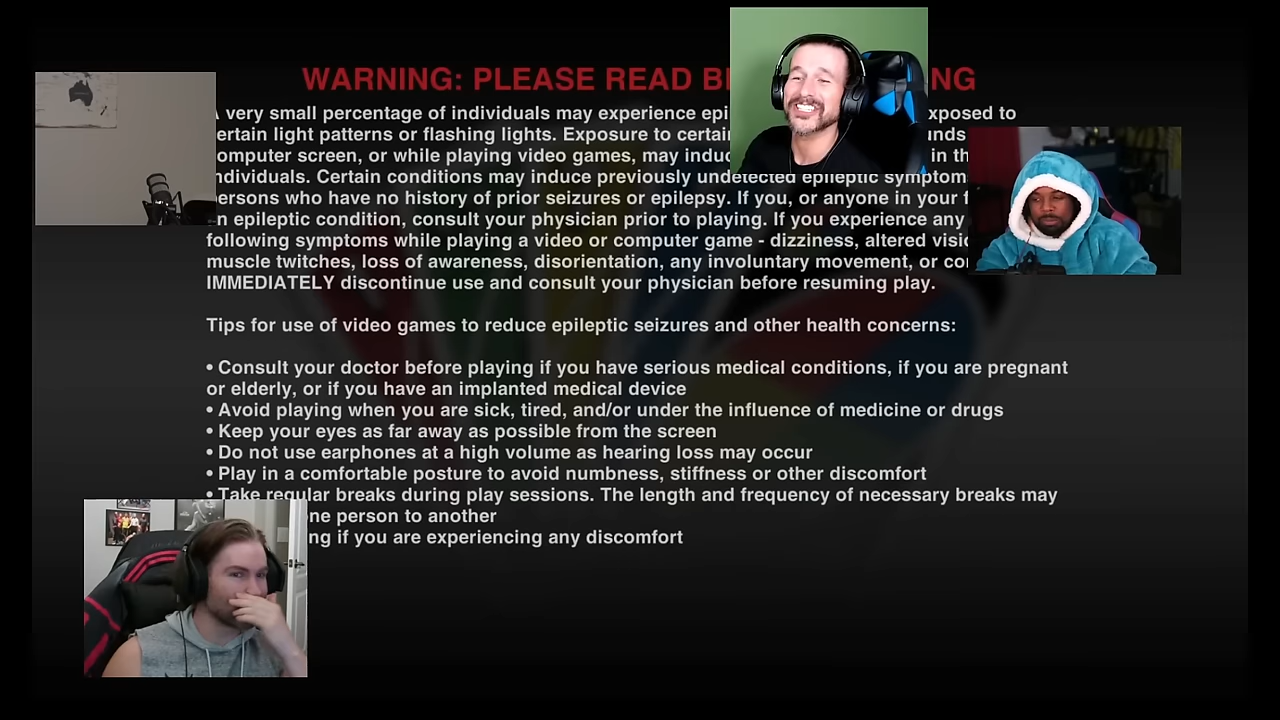 WARNING: PLEASE READ B NG
very small percentage of individuals may experience epi xposed to
ertain light patterns or flashing lights. Exposure to certai unds
omputer screen, or while playing video games, may induc in th
ndividuals. Certain conditions may induce previously undetected epileptic symptom
ersons who have no history of prior seizures or epilepsy. If you, or anyone in your f
n epileptic condition, consult your physician prior to playing. If you experience any
following symptoms while playing a video or computer game - dizziness, altered visi
muscle twitches, loss of awareness, disorientation, any involuntary movement, or co
IMMEDIATELY discontinue use and consult your physician before resuming play.
Tips for use of video games to reduce epileptic seizures and other health concerns:
• Consult your doctor before playing if you have serious medical conditions, if you are pregnant
or elderly, or if you have an implanted medical device
• Avoid playing when you are sick, tired, and/or under the influence of medicine or drugs
• Keep your eyes as far away as possible from the screen
• Do not use earphones at a high volume as hearing loss may occur
• Play in a comfortable posture to avoid numbness, stiffness or other discomfort
• Take regular breaks during play sessions. The length and frequency of necessary breaks may
ne person to another
ng if you are experiencing any discomfort